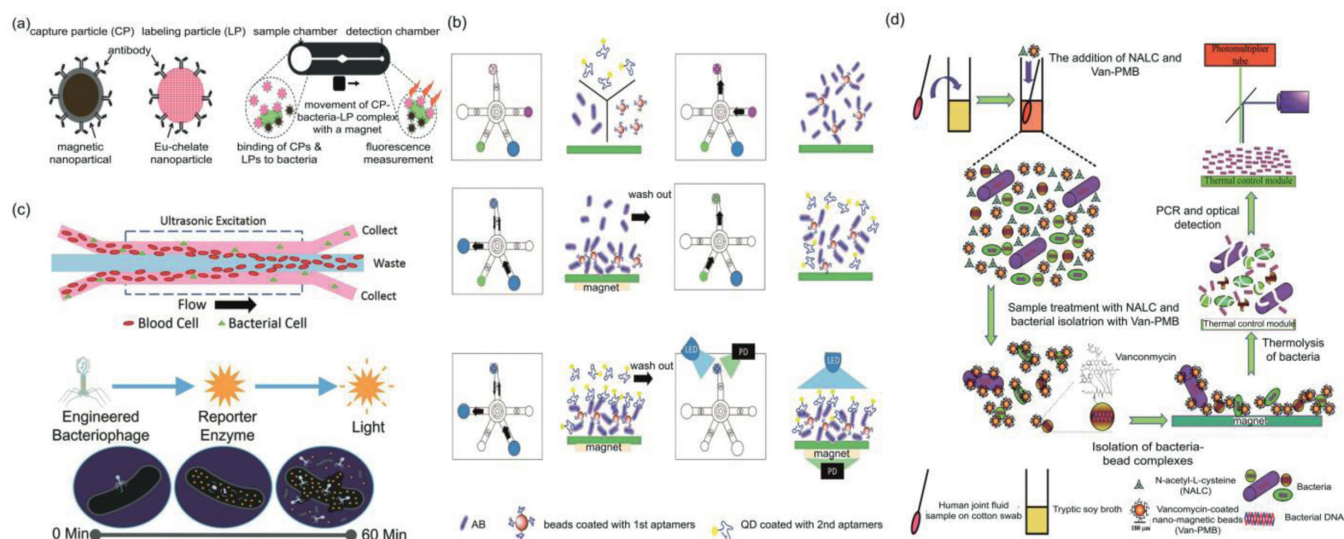 (a)
capture particle (CP)
labeling particle (LP)
antibody
magnetic
nanopartical
Eu-chelate
nanoparticle
sample chamber
detection chamber
movement of CP-
bacteria-LP complex
with a magnet
binding of CPs &
LPs to bacteria
fluorescence
measurement
(b)
wash out
magnet
wash out
LED
PD
LED
magnet
magnet
PD
AB
beads coated with 1st aptamers
QD coated with 2nd aptamers
(c)
Ultrasonic Excitation
Collect
Waste
Collect
Flow
Blood Cell
Bacterial Cell
Engineered
Bacteriophage
Reporter
Enzyme
Light
0 Min
60 Min
(d)
The addition of NALC and
Van-PMB
Photomultiplier
tube
Thermal control module
PCR and optical
detection
Sample treatment with NALC and
bacterial isolatrion with Van-PMB
Thermal control module
Thermolysis
of bacteria
Vanconmycin
magnet
Isolation of bacteria-
bead complexes
Human joint fluid
sample on cotton swab
Tryptic soy broth
N-acetyl-L-cysteine
(NALC)
Vancomycin-coated
nano-magnetic beads
(Van-PMB)
180 μm
Bacteria
Bacterial DNA